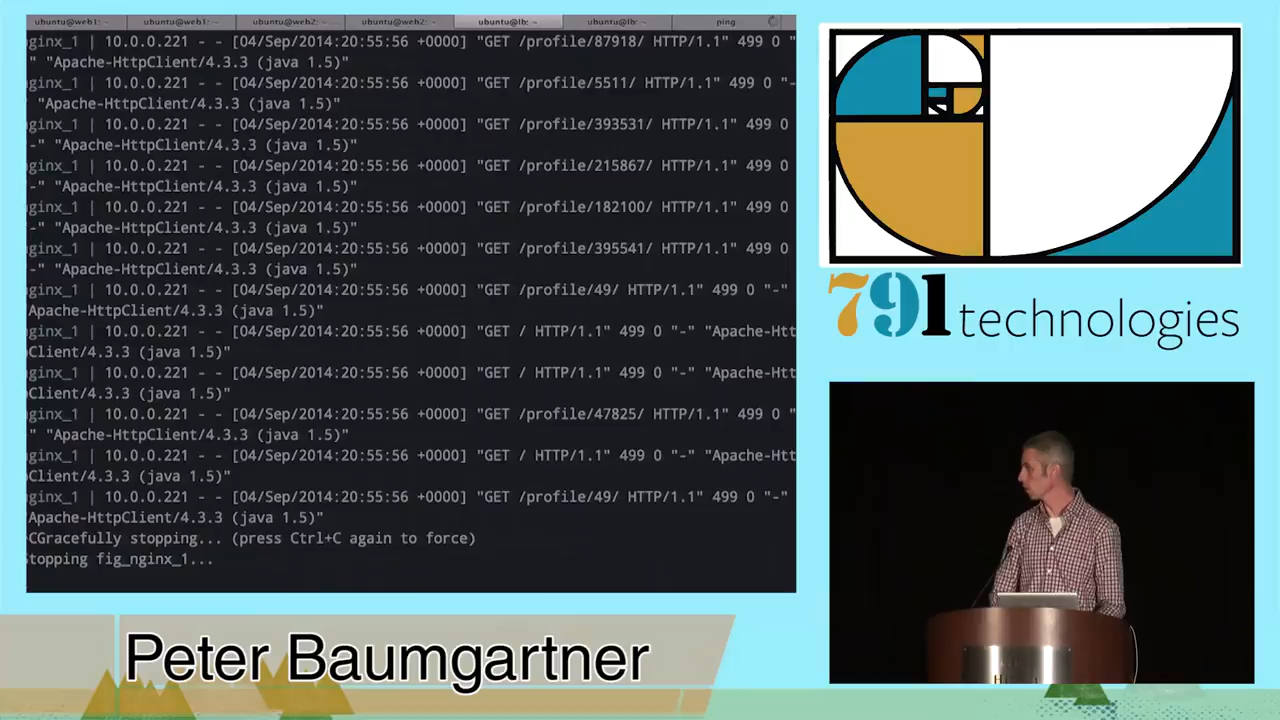 ubuntu@web1: ~ ubuntu@web1: ~ ubuntu@web2: ~ ubuntu@web2: ~ ubuntu@lb: ~ ubuntu@lb: ~ ping
ginx_1 | 10.0.0.221 - - [04/Sep/2014:20:55:56 +0000] "GET /profile/87918/ HTTP/1.1" 499 0 "
" "Apache-HttpClient/4.3.3 (java 1.5)"
ginx_1 | 10.0.0.221 - - [04/Sep/2014:20:55:56 +0000] "GET /profile/5511/ HTTP/1.1" 499 0 "-
"Apache-HttpClient/4.3.3 (java 1.5)"
ginx_1 | 10.0.0.221 - - [04/Sep/2014:20:55:56 +0000] "GET /profile/393531/ HTTP/1.1" 499 0
-" "Apache-HttpClient/4.3.3 (java 1.5)"
ginx_1 | 10.0.0.221 - - [04/Sep/2014:20:55:56 +0000] "GET /profile/215867/ HTTP/1.1" 499 0
-" "Apache-HttpClient/4.3.3 (java 1.5)"
ginx_1 | 10.0.0.221 - - [04/Sep/2014:20:55:56 +0000] "GET /profile/182100/ HTTP/1.1" 499 0
-" "Apache-HttpClient/4.3.3 (java 1.5)"
ginx_1 | 10.0.0.221 - - [04/Sep/2014:20:55:56 +0000] "GET /profile/395541/ HTTP/1.1" 499 0
-" "Apache-HttpClient/4.3.3 (java 1.5)"
ginx_1 | 10.0.0.221 - - [04/Sep/2014:20:55:56 +0000] "GET /profile/49/ HTTP/1.1" 499 0 "-"
Apache-HttpClient/4.3.3 (java 1.5)"
ginx_1 | 10.0.0.221 - - [04/Sep/2014:20:55:56 +0000] "GET / HTTP/1.1" 499 0 "-" "Apache-Htt
Client/4.3.3 (java 1.5)"
ginx_1 | 10.0.0.221 - - [04/Sep/2014:20:55:56 +0000] "GET / HTTP/1.1" 499 0 "-" "Apache-Htt
Client/4.3.3 (java 1.5)"
ginx_1 | 10.0.0.221 - - [04/Sep/2014:20:55:56 +0000] "GET /profile/47825/ HTTP/1.1" 499 0 "
" "Apache-HttpClient/4.3.3 (java 1.5)"
ginx_1 | 10.0.0.221 - - [04/Sep/2014:20:55:56 +0000] "GET / HTTP/1.1" 499 0 "-" "Apache-Htt
Client/4.3.3 (java 1.5)"
ginx_1 | 10.0.0.221 - - [04/Sep/2014:20:55:56 +0000] "GET /profile/49/ HTTP/1.1" 499 0 "-"
Apache-HttpClient/4.3.3 (java 1.5)"
CGracefully stopping... (press Ctrl+C again to force)
topping fig_nginx_1...
791 technologies
Peter Baumgartner